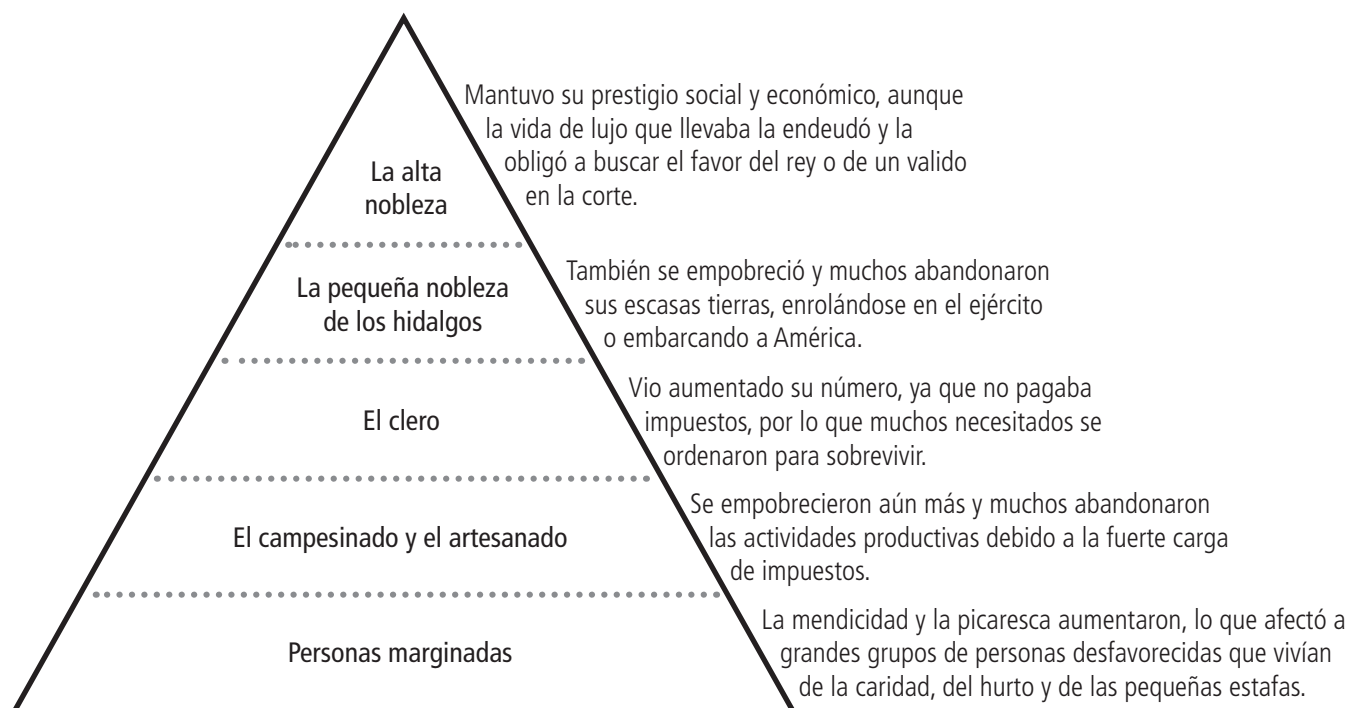 La alta
nobleza
Mantuvo su prestigio social y económico, aunque
la vida de lujo que llevaba la endeudó y la
obligó a buscar el favor del rey o de un valido
en la corte.
La pequeña nobleza
de los hidalgos
También se empobreció y muchos abandonaron
sus escasas tierras, enrolándose en el ejército
o embarcando a América.
El clero
Vio aumentado su número, ya que no pagaba
impuestos, por lo que muchos necesitados se
ordenaron para sobrevivir.
El campesinado y el artesanado
Se empobrecieron aún más y muchos abandonaron
las actividades productivas debido a la fuerte carga
de impuestos.
Personas marginadas
La mendicidad y la picaresca aumentaron, lo que afectó a
grandes grupos de personas desfavorecidas que vivían
de la caridad, del hurto y de las pequeñas estafas.